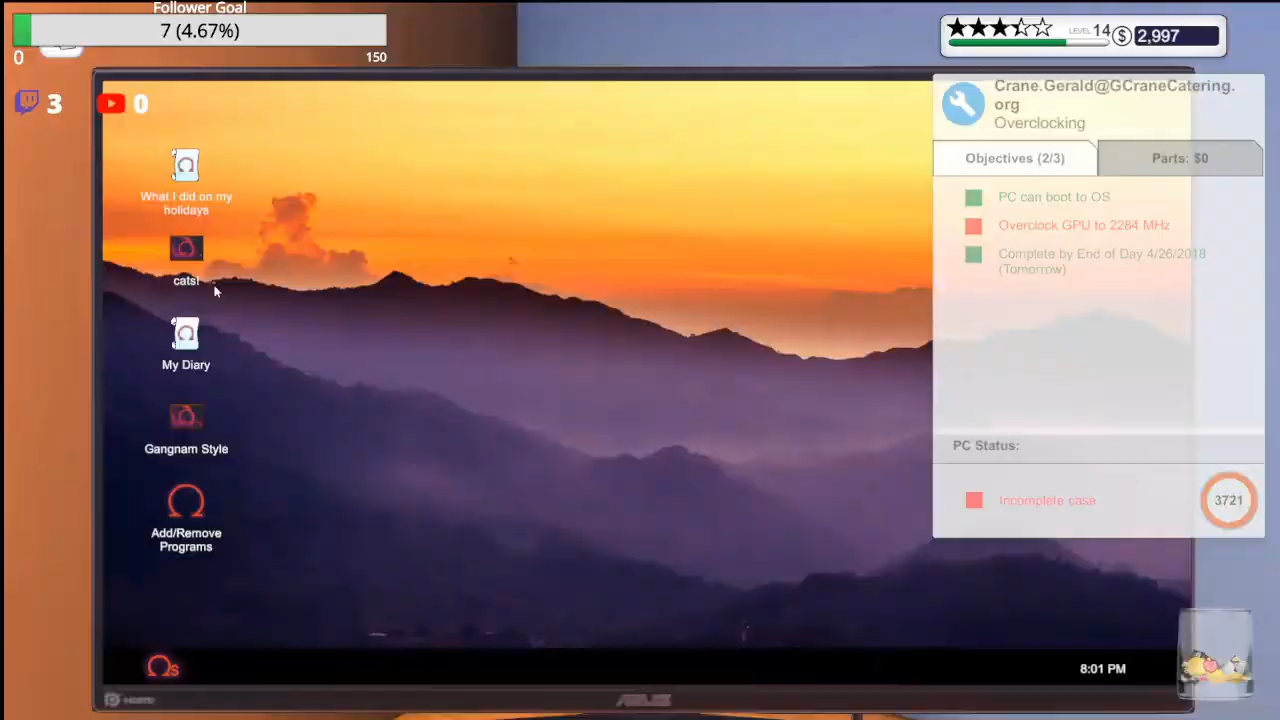 Follower Goal
7 (4.67%)
0
150
3
0
LEVEL 14
$ 2,997
Crane.Gerald@GCraneCatering.
org
Overclocking
Objectives (2/3)
Parts: $0
PC can boot to OS
Overclock GPU to 2284 MHz
Complete by End of Day 4/26/2018
(Tomorrow)
PC Status:
Incomplete case
3721
What I did on my
holidays
cats!
My Diary
Gangnam Style
Add/Remove
Programs
8:01 PM
ASUS